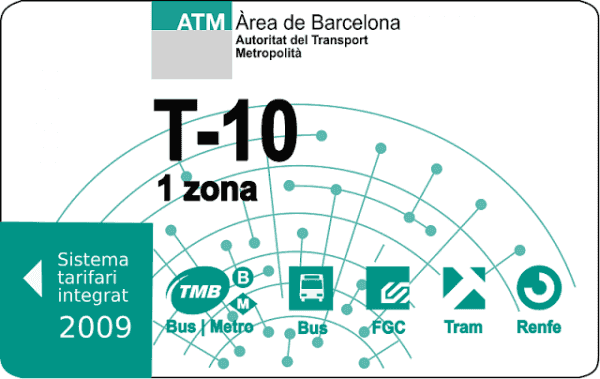 ATM Àrea de Barcelona
Autoritat del Transport
Metropolità
T-10
1 zona
Sistema
tarifari
integrat
2009
TMB
B
M
Bus | Metro
Bus
FGC
Tram
Renfe